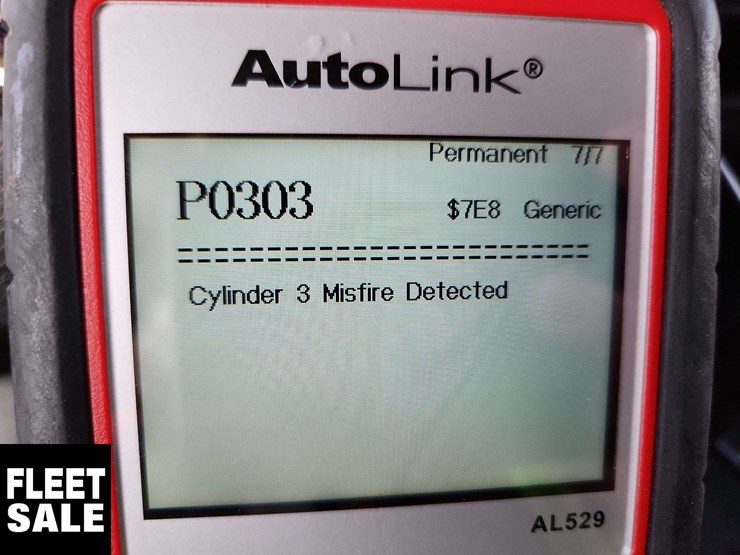 AutoLink®
Permanent 7/7
P0303 $7E8 Generic
==============================
Cylinder 3 Misfire Detected
AL529
FLEET
SALE